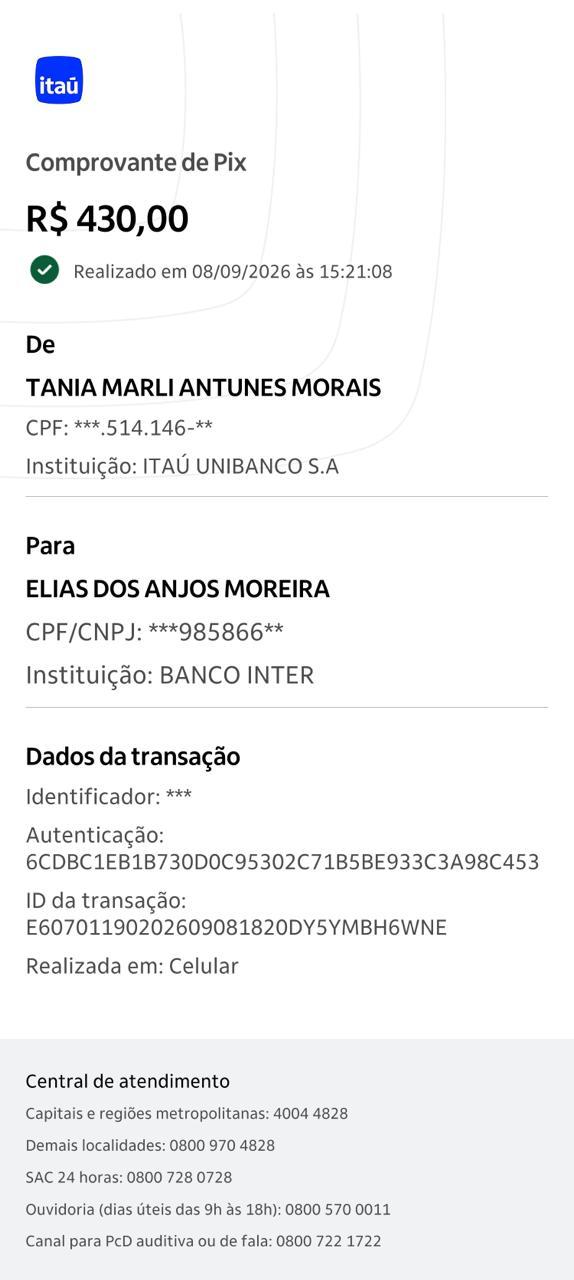 itaú
Comprovante de Pix
R$ 430,00
Realizado em 08/09/2026 às 15:21:08
De
TANIA MARLI ANTUNES MORAIS
CPF: ***.514.146-**
Instituição: ITAÚ UNIBANCO S.A
Para
ELIAS DOS ANJOS MOREIRA
CPF/CNPJ: ***985866**
Instituição: BANCO INTER
Dados da transação
Identificador: ***
Autenticação:
6CDBC1EB1B730D0C95302C71B5BE933C3A98C453
ID da transação:
E60701190202609081820DY5YMBH6WNE
Realizada em: Celular
Central de atendimento
Capitais e regiões metropolitanas: 4004 4828
Demais localidades: 0800 970 4828
SAC 24 horas: 0800 728 0728
Ouvidoria (dias úteis das 9h às 18h): 0800 570 0011
Canal para PcD auditiva ou de fala: 0800 722 1722